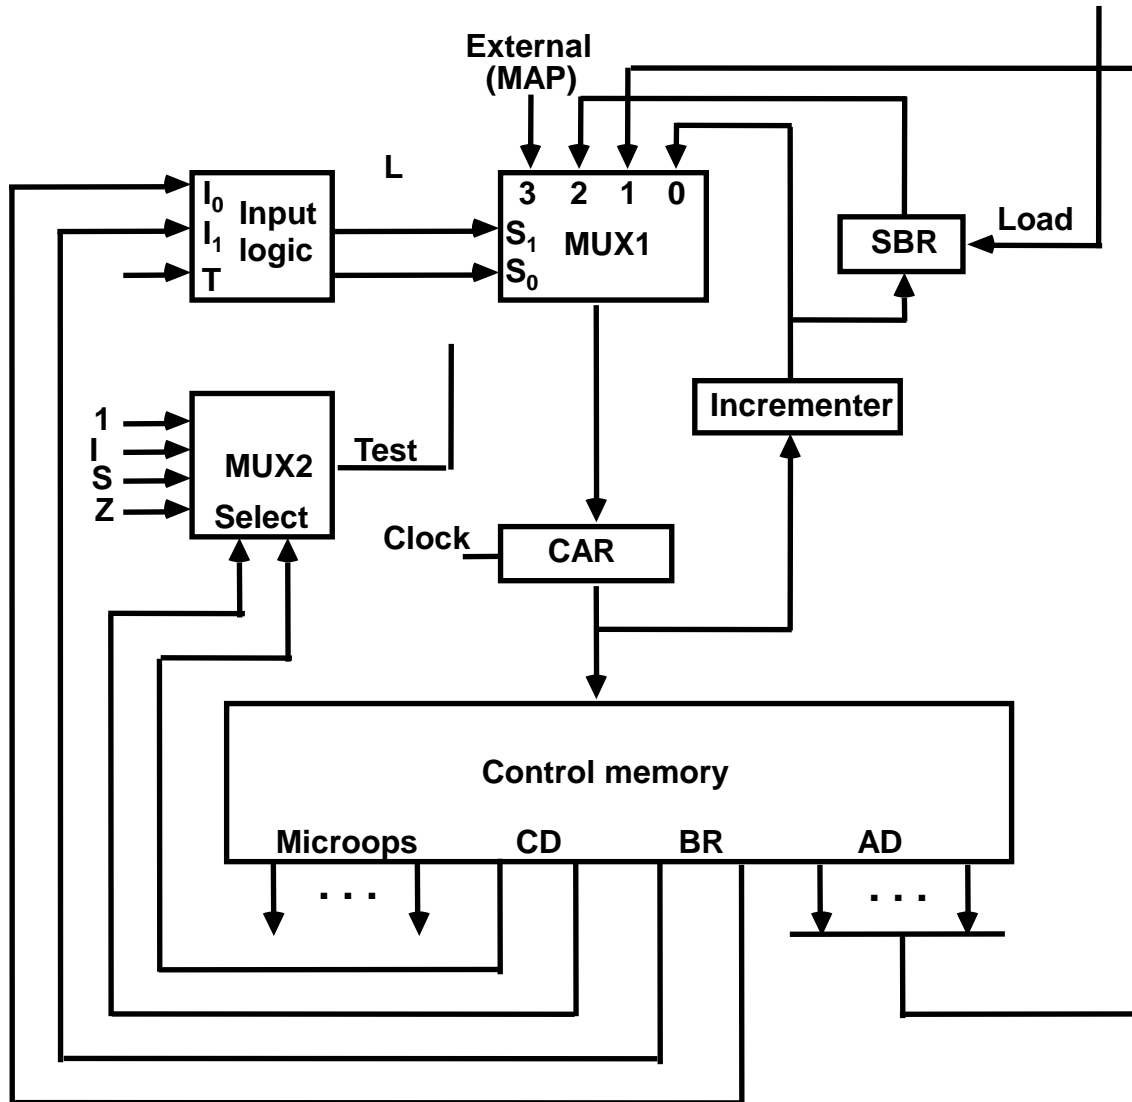 External
(MAP)
L
I0
I1
T
Input
logic
3 2 1 0
S1
S0
MUX1
SBR
Load
Incrementer
1
I
S
Z
MUX2
Select
Test
Clock
CAR
Control memory
Microops CD BR AD
. . .
. . .